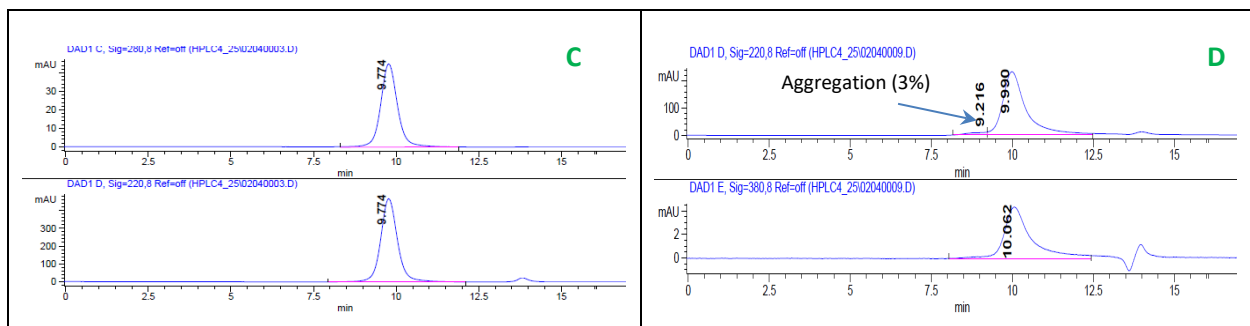 DAD1 C, Sig=280,8 Ref=off (HPLC4_25\02040003.D)
C
mAU
9.774
30
20
10
0
0 2.5 5 7.5 10 12.5 15
min
DAD1 D, Sig=220,8 Ref=off (HPLC4_25\02040003.D)
mAU
9.774
300
200
100
0
0 2.5 5 7.5 10 12.5 15
min
DAD1 D, Sig=220,8 Ref=off (HPLC4_25\02040009.D)
D
mAU
Aggregation (3%)
9.216
9.990
100
0
0 2.5 5 7.5 10 12.5 15
min
DAD1 E, Sig=380,8 Ref=off (HPLC4_25\02040009.D)
mAU
10.062
2
0
0 2.5 5 7.5 10 12.5 15
min